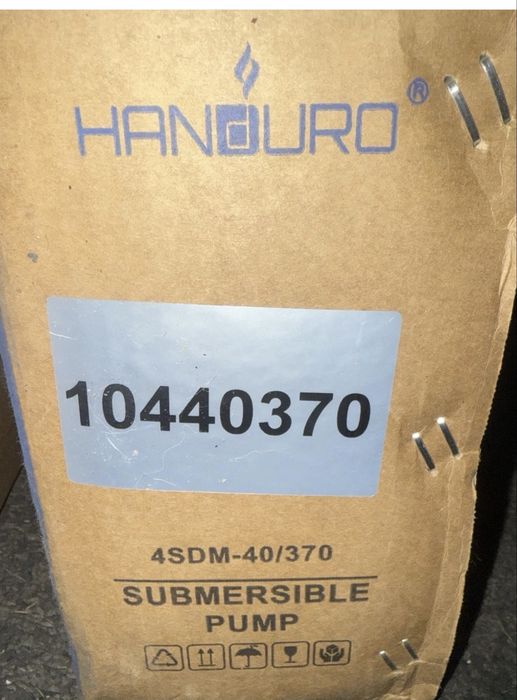 HANDURO®
10440370
4SDM-40/370
SUBMERSIBLE
PUMP